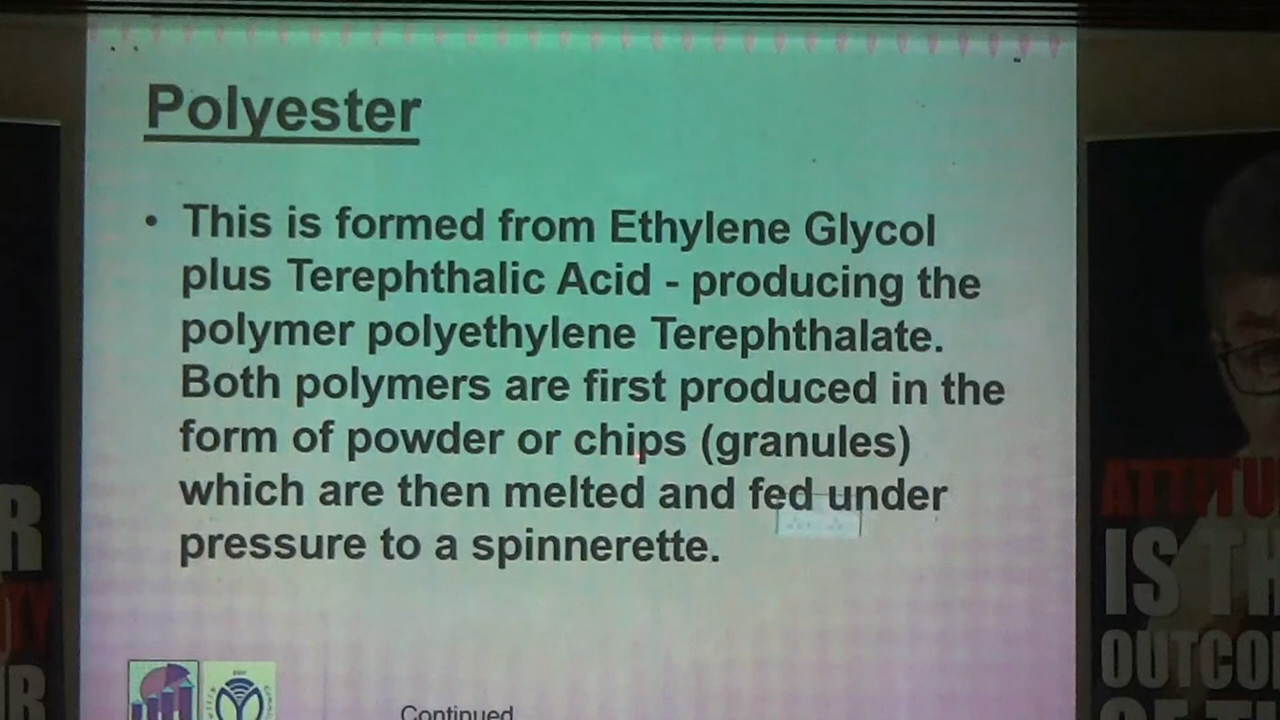 Polyester
• This is formed from Ethylene Glycol
plus Terephthalic Acid - producing the
polymer polyethylene Terephthalate.
Both polymers are first produced in the
form of powder or chips (granules)
which are then melted and fed under
pressure to a spinnerette.
Continued
ATTITU
IS TH
OUTCO